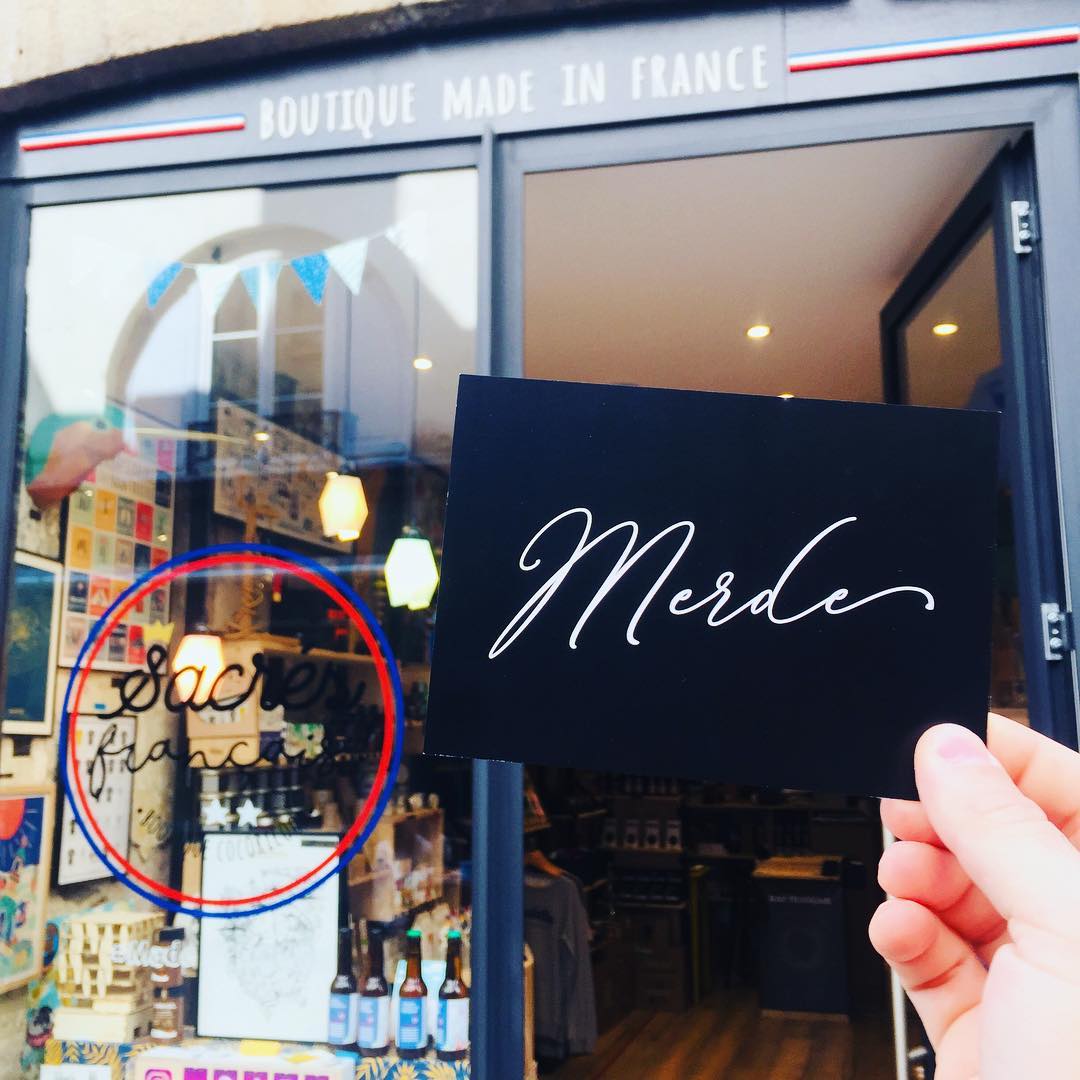 BOUTIQUE MADE IN FRANCE
Merde
Sacrés
français